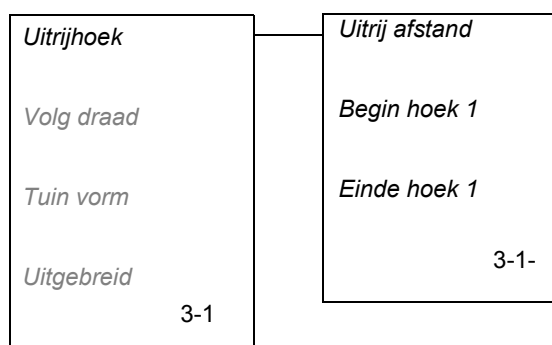 Uitrijhoek
Volg draad
Tuin vorm
Uitgebreid
3-1
Uitrij afstand
Begin hoek 1
Einde hoek 1
3-1-